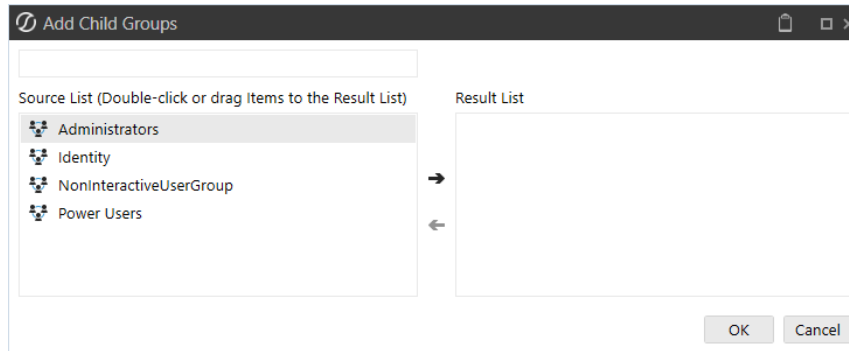 Add Child Groups
Source List (Double-click or drag Items to the Result List)
Result List
Administrators
Identity
NonInteractiveUserGroup
Power Users
OK
Cancel